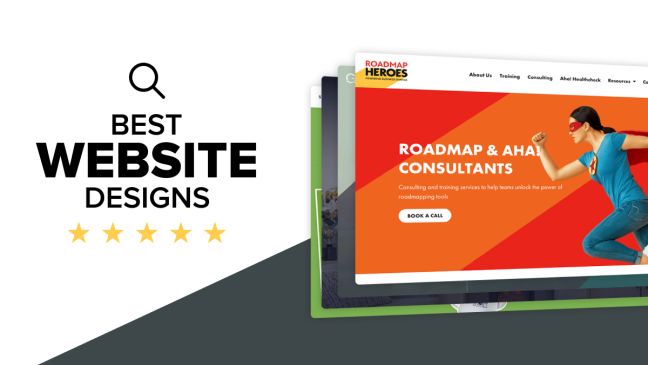 BEST
WEBSITE
DESIGNS
ROADMAP
HEROES
About Us Training Consulting Aha! Healthcheck Resources
ROADMAP & AHA!
CONSULTANTS
Consulting and training services to help teams unlock the power of
roadmapping tools
BOOK A CALL